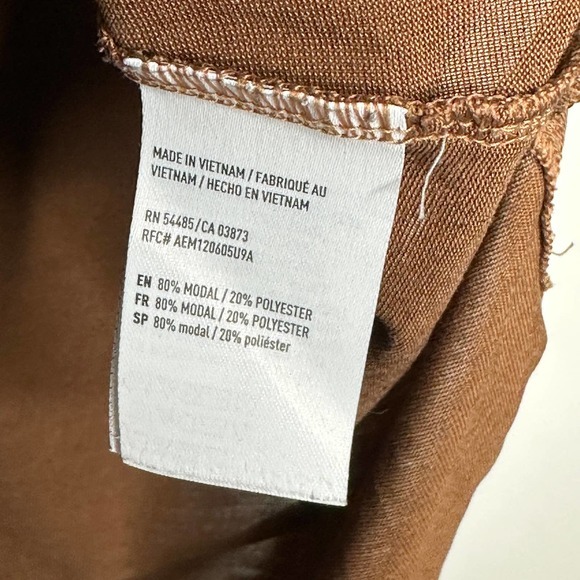 MADE IN VIETNAM / FABRIQUÉ AU
VIETNAM / HECHO EN VIETNAM
RN 54485/CA 03873
RFC# AEM120605U9A
EN 80% MODAL / 20% POLYESTER
FR 80% MODAL / 20% POLYESTER
SP 80% modal / 20% poliéster